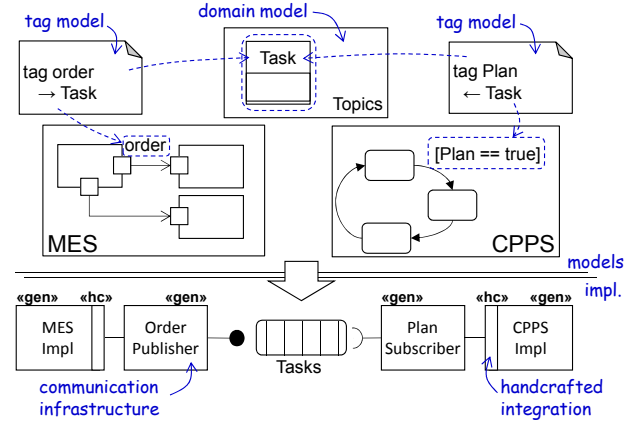 tag model
domain model
tag model
tag order
→ Task
Task
Topics
tag Plan
← Task
order
MES
[Plan == true]
CPPS
models
impl.
«gen» «hc» «gen» «gen» «hc» «gen»
MES
Impl
Order
Publisher
Tasks
Plan
Subscriber
CPPS
Impl
communication
infrastructure
handcrafted
integration